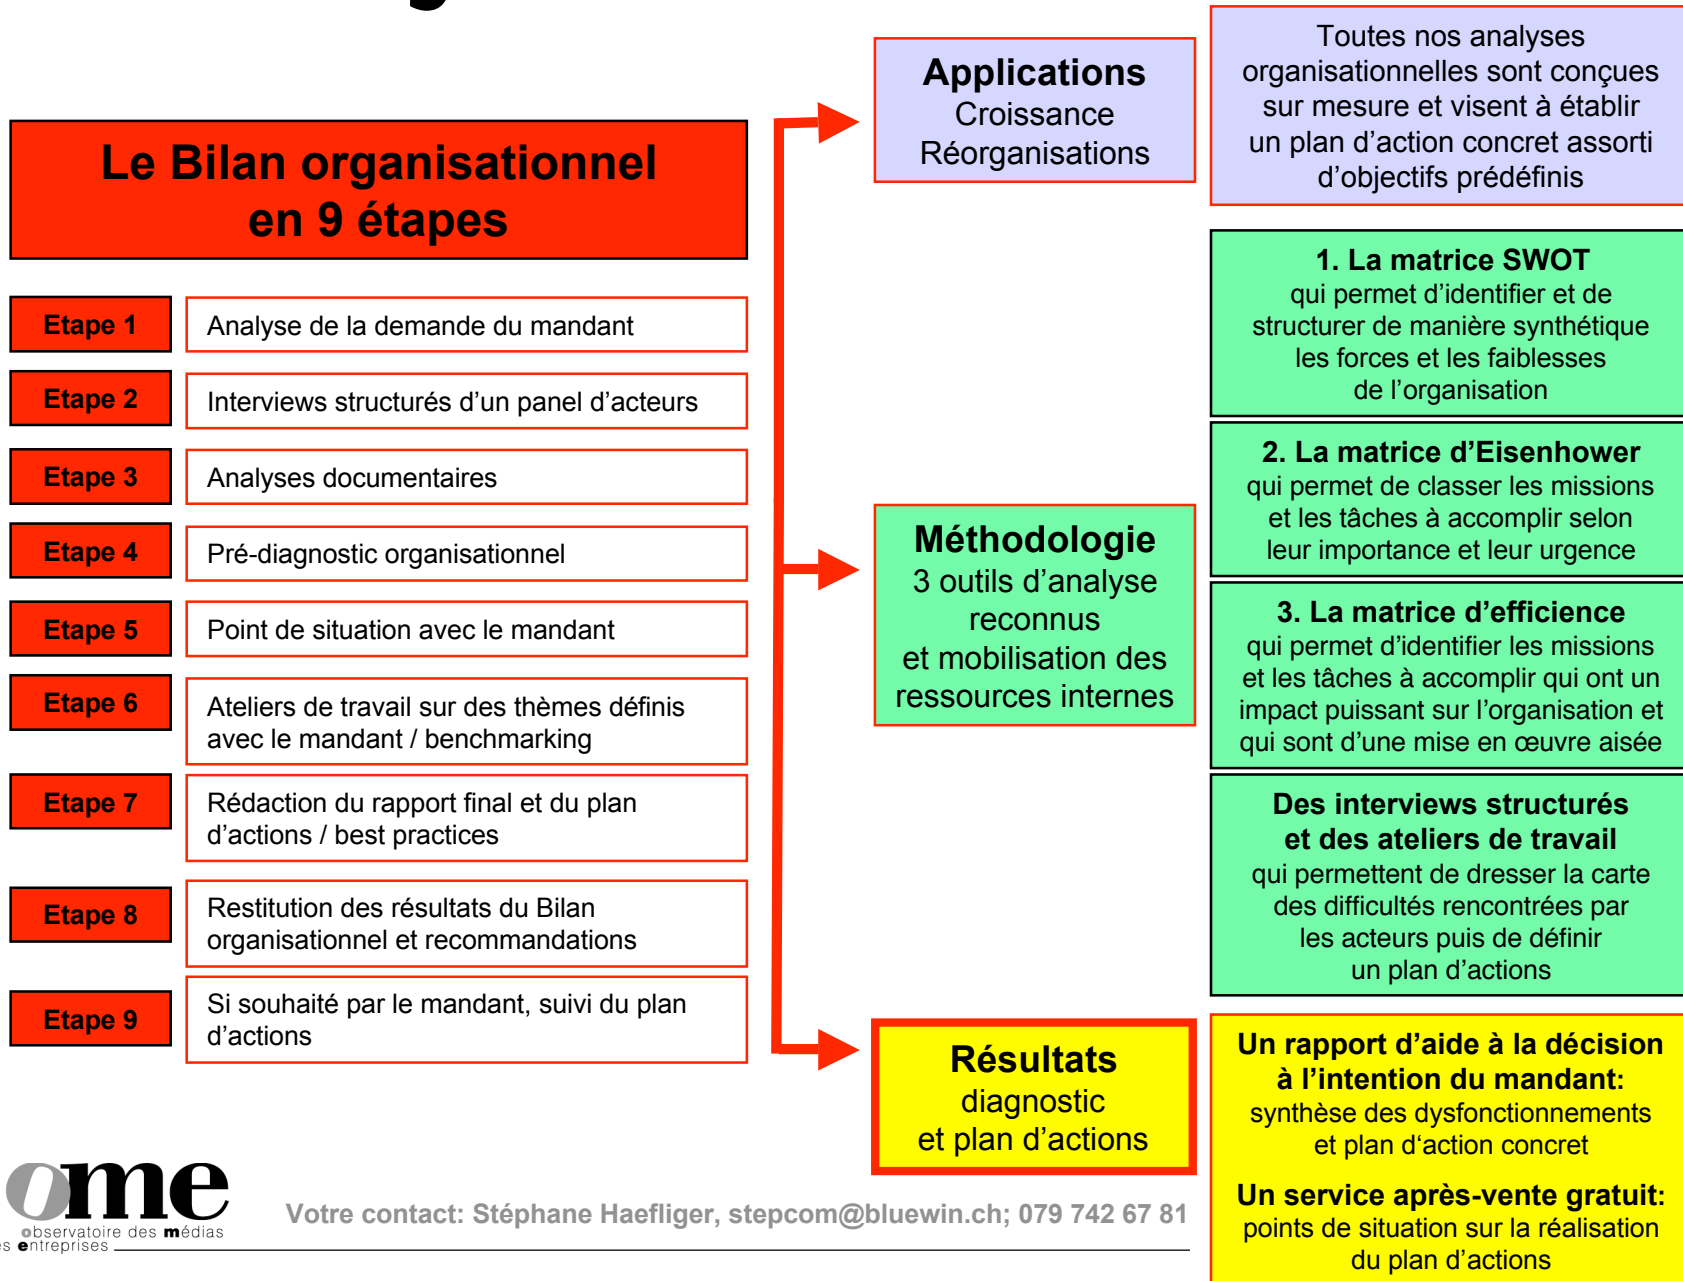 Le Bilan organisationnel
en 9 étapes
Etape 1
Analyse de la demande du mandant
Etape 2
Interviews structurés d’un panel d’acteurs
Etape 3
Analyses documentaires
Etape 4
Pré-diagnostic organisationnel
Etape 5
Point de situation avec le mandant
Etape 6
Ateliers de travail sur des thèmes définis
avec le mandant / benchmarking
Etape 7
Rédaction du rapport final et du plan
d’actions / best practices
Etape 8
Restitution des résultats du Bilan
organisationnel et recommandations
Etape 9
Si souhaité par le mandant, suivi du plan
d’actions
Applications
Croissance
Réorganisations
Toutes nos analyses
organisationnelles sont conçues
sur mesure et visent à établir
un plan d’action concret assorti
d’objectifs prédéfinis
Méthodologie
3 outils d’analyse
reconnus
et mobilisation des
ressources internes
1. La matrice SWOT
qui permet d’identifier et de
structurer de manière synthétique
les forces et les faiblesses
de l’organisation
2. La matrice d’Eisenhower
qui permet de classer les missions
et les tâches à accomplir selon
leur importance et leur urgence
3. La matrice d’efficience
qui permet d’identifier les missions
et les tâches à accomplir qui ont un
impact puissant sur l’organisation et
qui sont d’une mise en œuvre aisée
Des interviews structurés
et des ateliers de travail
qui permettent de dresser la carte
des difficultés rencontrées par
les acteurs puis de définir
un plan d’actions
Résultats
diagnostic
et plan d’actions
Un rapport d’aide à la décision
à l’intention du mandant:
synthèse des dysfonctionnements
et plan d‘action concret
Un service après-vente gratuit:
points de situation sur la réalisation
du plan d’actions
ome
observatoire des médias
es entreprises
Votre contact: Stéphane Haefliger, stepcom@bluewin.ch; 079 742 67 81